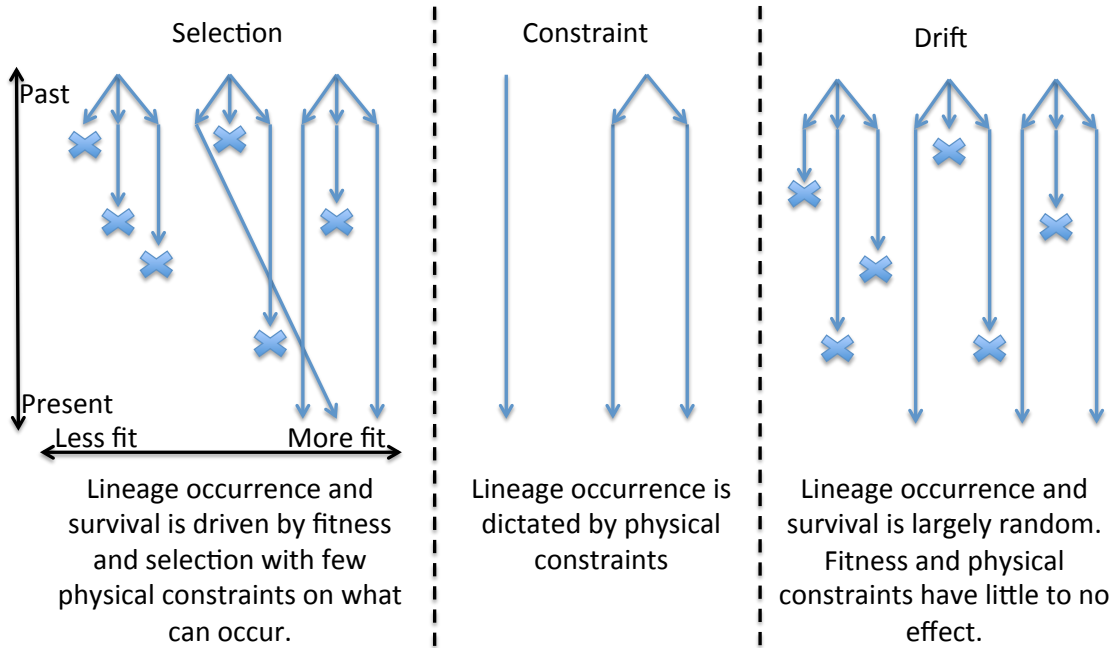 Selection
Constraint
Drift
Past
Present
Less fit
More fit
Lineage occurrence and
survival is driven by fitness
and selection with few
physical constraints on what
can occur.
Lineage occurrence is
dictated by physical
constraints
Lineage occurrence and
survival is largely random.
Fitness and physical
constraints have little to no
effect.